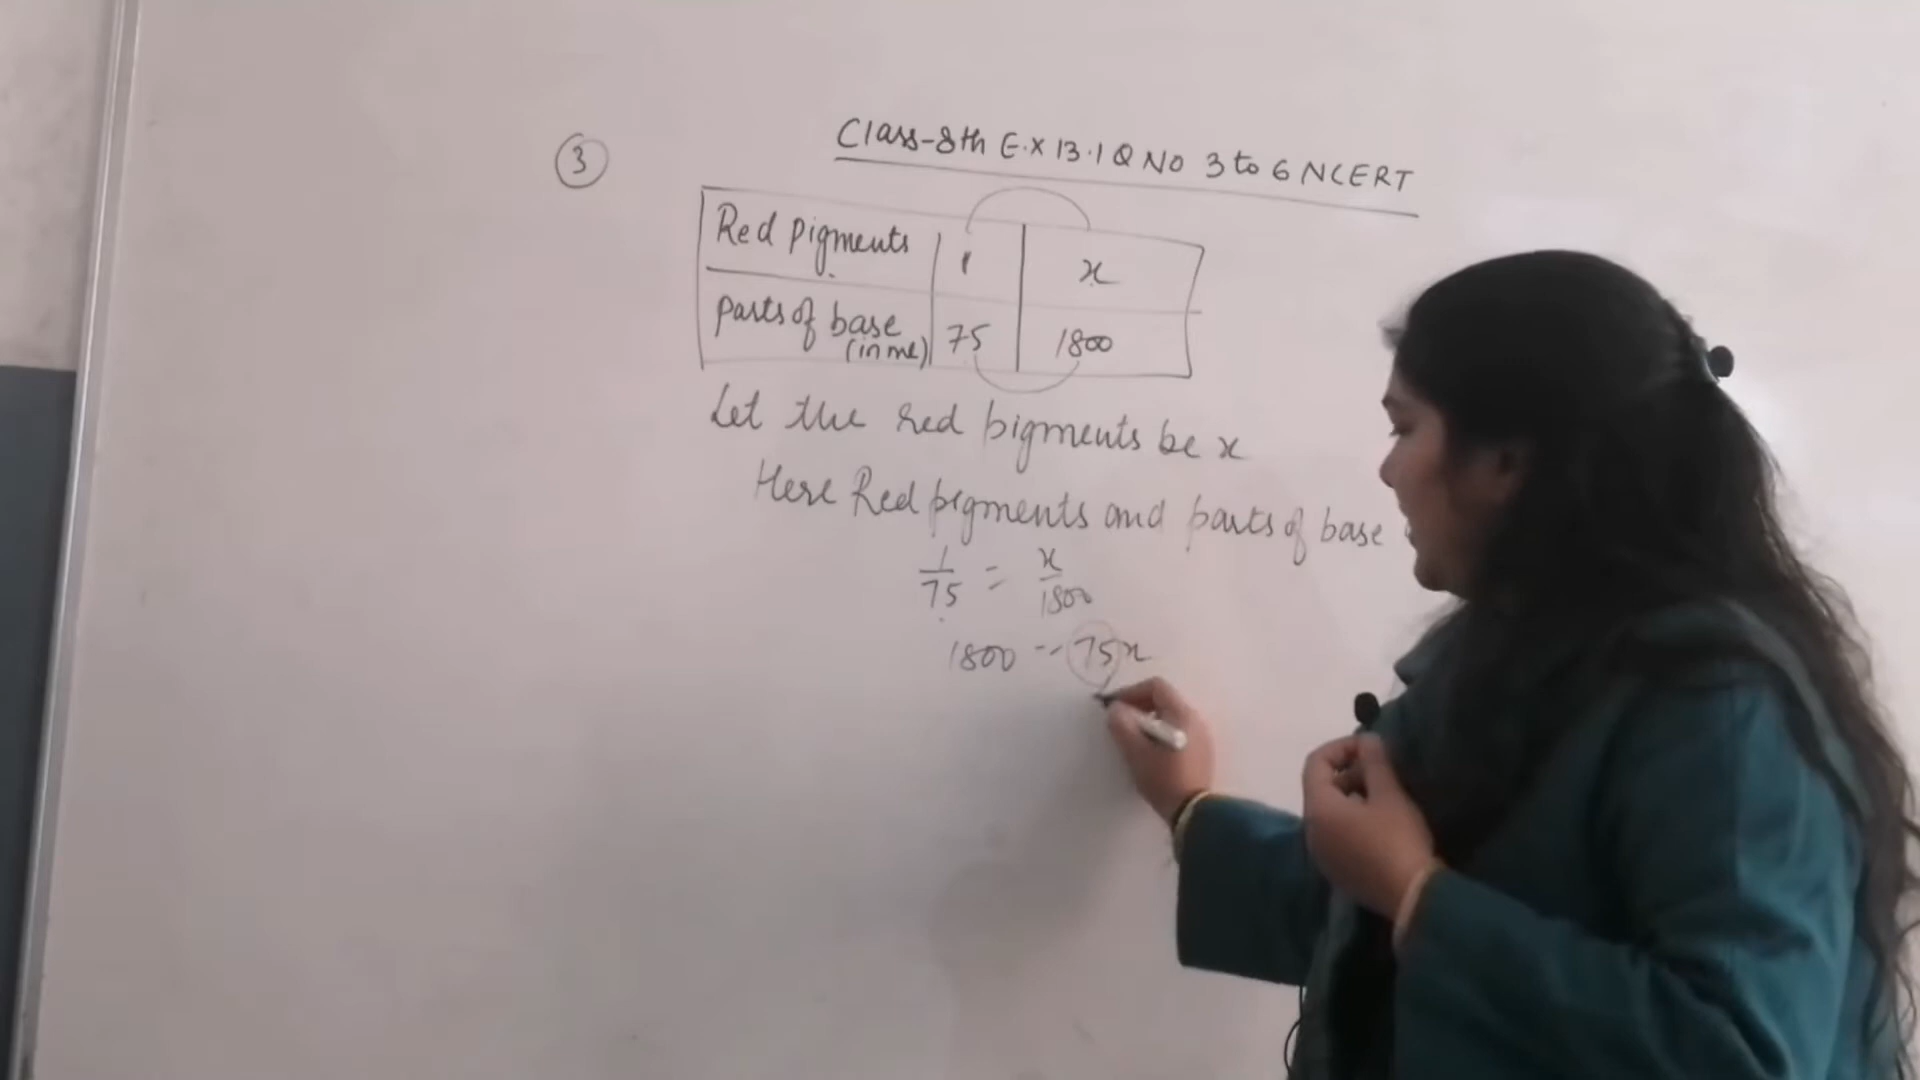 Class-8th E.X 13.1 Q NO 3 to 6 NCERT
3
Red Pigments 1 x
Parts of base (in ml) 75 1800
Let the red pigments be x
Here Red pigments and parts of base
1/75 = x/1800
1800 = 75x